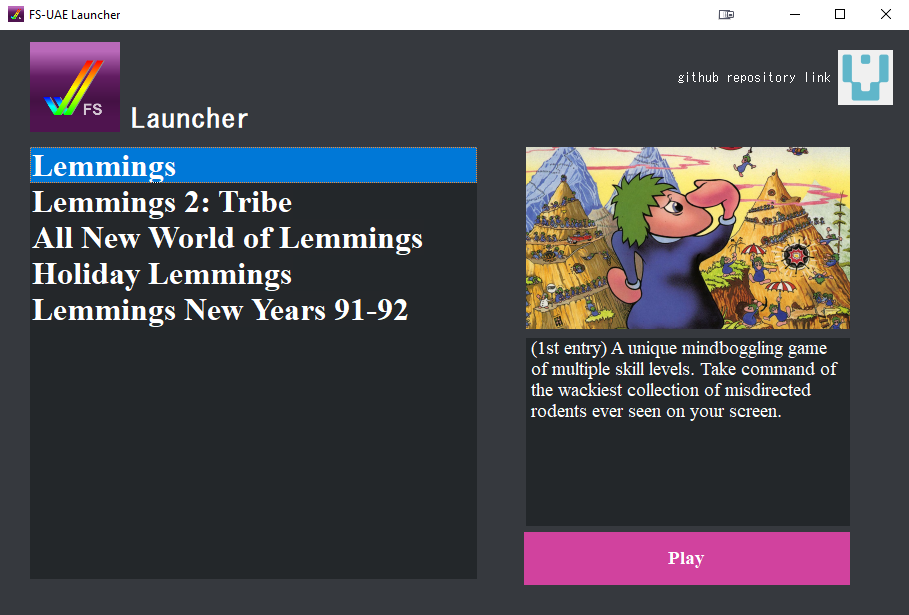 FS-UAE Launcher
FS
Launcher
github repository link
Lemmings
Lemmings 2: Tribe
All New World of Lemmings
Holiday Lemmings
Lemmings New Years 91-92
(1st entry) A unique mindboggling game
of multiple skill levels. Take command of
the wackiest collection of misdirected
rodents ever seen on your screen.
Play